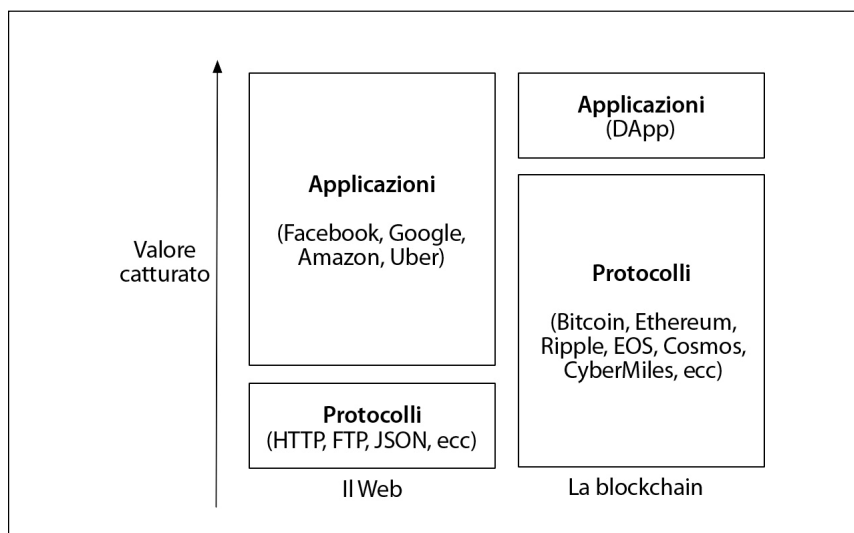 Valore
catturato
Applicazioni
(Facebook, Google,
Amazon, Uber)
Protocolli
(HTTP, FTP, JSON, ecc)
Il Web
Applicazioni
(DApp)
Protocolli
(Bitcoin, Ethereum,
Ripple, EOS, Cosmos,
CyberMiles, ecc)
La blockchain